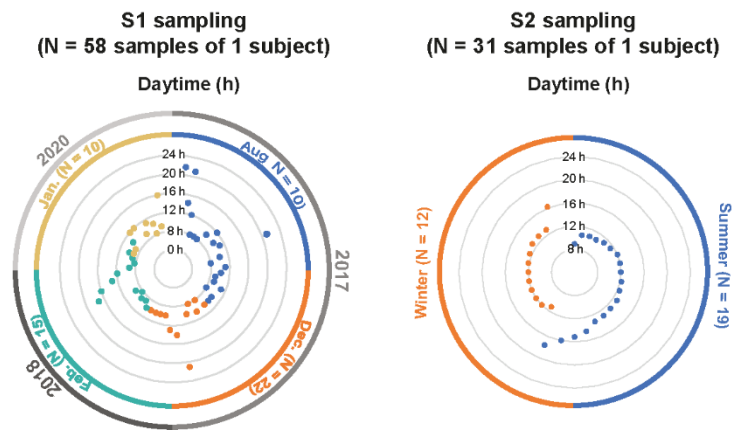 S1 sampling
(N = 58 samples of 1 subject)
Daytime (h)
2020
Jan. (N = 10)
Aug N = 10)
24 h
20 h
16 h
12 h
8 h
0 h
2017
Dec. (N = 22)
Feb. (N = 15)
2018
S2 sampling
(N = 31 samples of 1 subject)
Daytime (h)
24 h
20 h
16 h
12 h
8 h
Winter (N = 12)
Summer (N = 19)